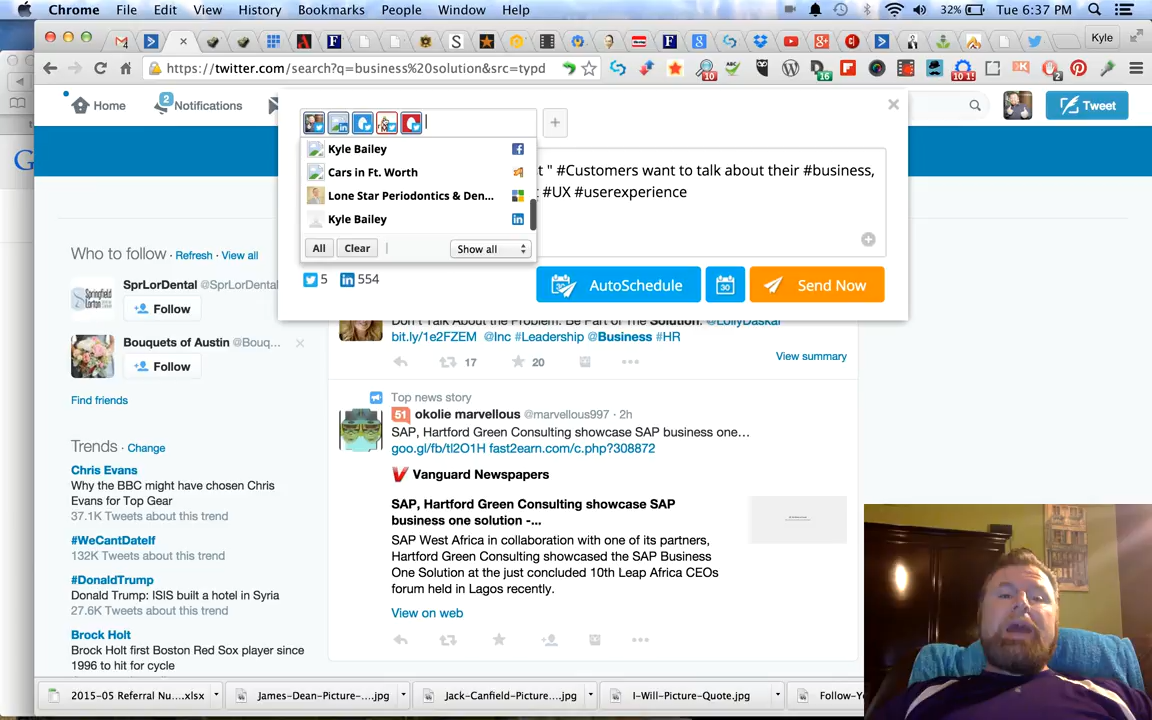 Chrome File Edit View History Bookmarks People Window Help 32% Tue 6:37 PM
Kyle
https://twitter.com/search?q=business%20solution&src=typd
Home 2 Notifications Tweet
Kyle Bailey
Cars in Ft. Worth
Lone Star Periodontics & Den...
Kyle Bailey
All Clear Show all
t " #Customers want to talk about their #business,
#UX #userexperience
5 554
AutoSchedule 30 Send Now
Who to follow · Refresh · View all
SprLorDental @SprLorDental
Follow
Bouquets of Austin @Bouq...
Follow
Find friends
Trends · Change
Chris Evans
Why the BBC might have chosen Chris
Evans for Top Gear
37.1K Tweets about this trend
#WeCantDateIf
132K Tweets about this trend
#DonaldTrump
Donald Trump: ISIS built a hotel in Syria
27.6K Tweets about this trend
Brock Holt
Brock Holt first Boston Red Sox player since
1996 to hit for cycle
Don't Talk About the Problem. Be Part of The Solution. @LollyDaskal
bit.ly/1e2FZEM @Inc #Leadership @Business #HR
17 20 View summary
Top news story
51 okolie marvellous @marvellous997 · 2h
SAP, Hartford Green Consulting showcase SAP business one...
goo.gl/fb/tl2O1H fast2earn.com/c.php?308872
Vanguard Newspapers
SAP, Hartford Green Consulting showcase SAP
business one solution -...
SAP West Africa in collaboration with one of its partners,
Hartford Green Consulting showcased the SAP Business
One Solution at the just concluded 10th Leap Africa CEOs
forum held in Lagos recently.
View on web
2015-05 Referral Nu....xlsx James-Dean-Picture-....jpg Jack-Canfield-Picture....jpg I-Will-Picture-Quote.jpg Follow-Yo